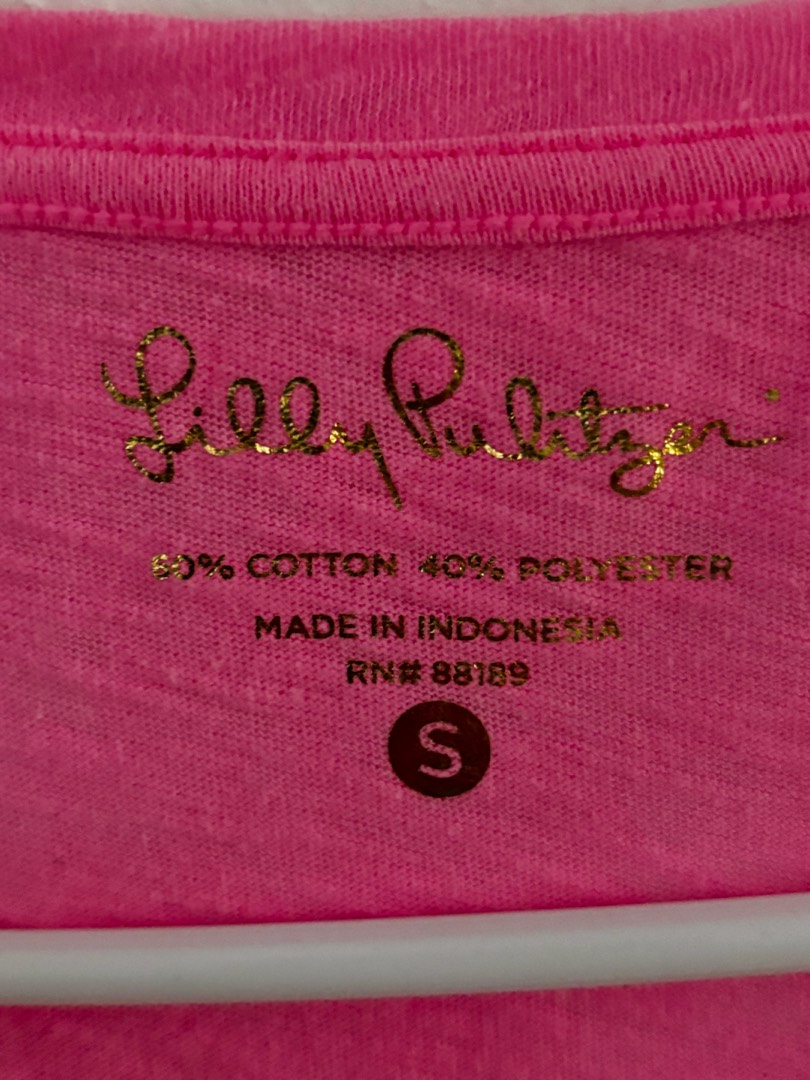 Lilly Pulitzer
60% COTTON 40% POLYESTER
MADE IN INDONESIA
RN# 88189
S